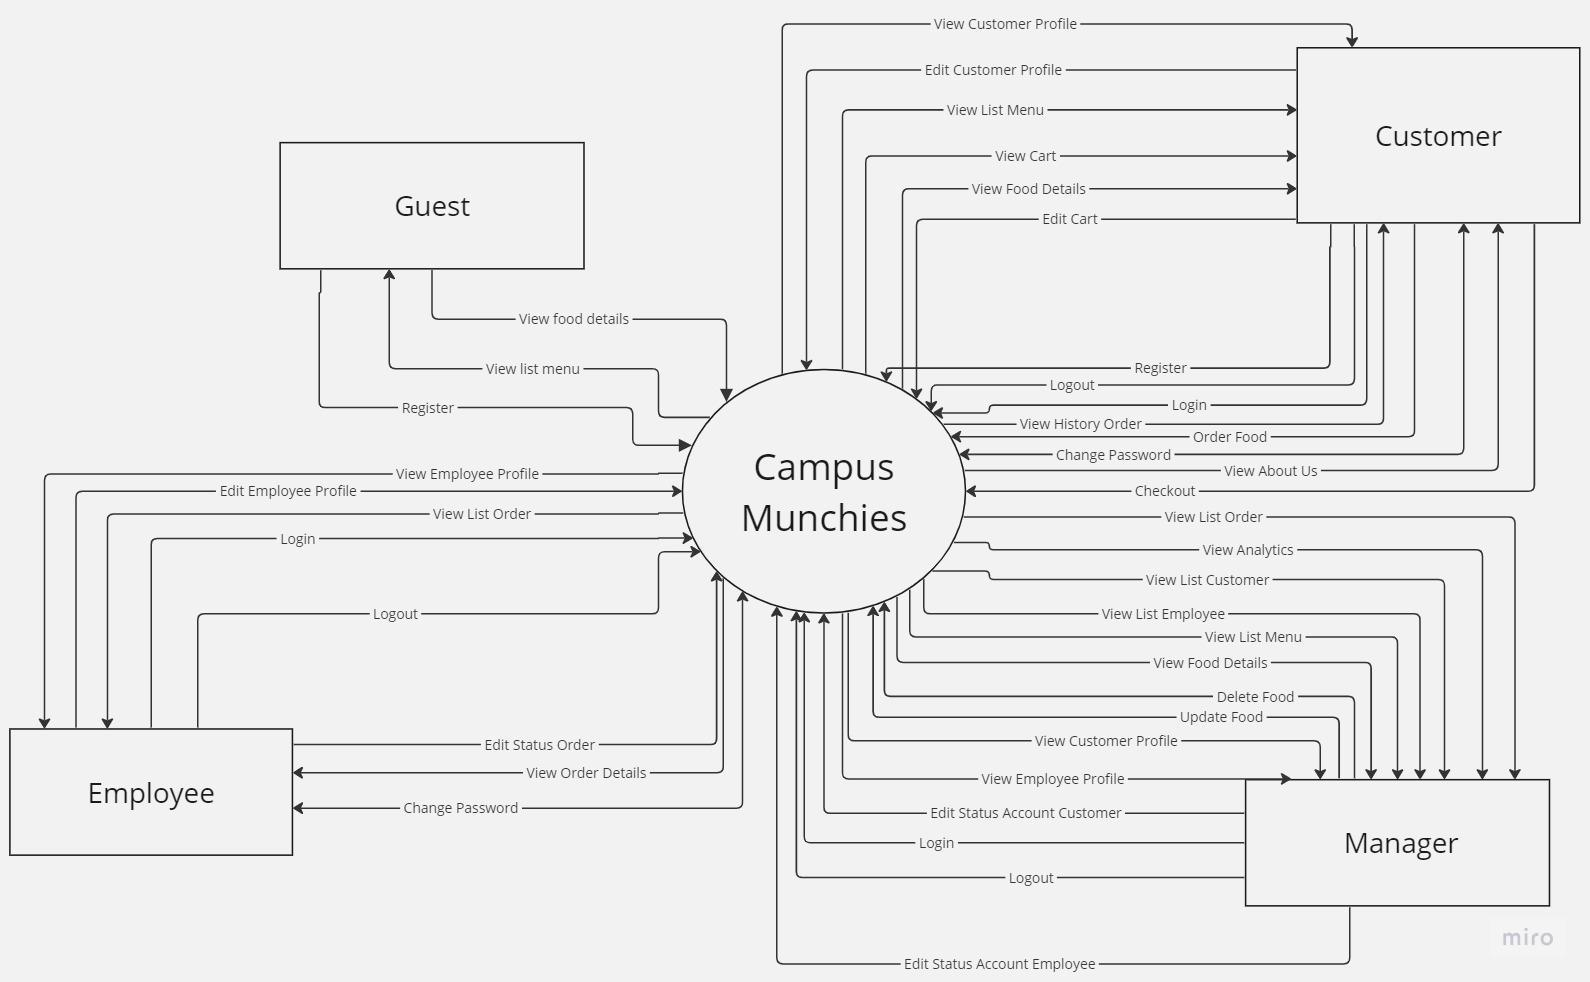 View Customer Profile
Edit Customer Profile
View List Menu
Customer
View Cart
View Food Details
Guest
Edit Cart
View food details
View list menu
Register
Register
Logout
Login
View History Order
Order Food
Change Password
View About Us
Checkout
Campus
Munchies
View Employee Profile
Edit Employee Profile
View List Order
Login
Logout
View List Order
View Analytics
View List Customer
View List Employee
View List Menu
View Food Details
Delete Food
Update Food
View Customer Profile
View Employee Profile
Edit Status Order
View Order Details
Employee
Change Password
Edit Status Account Customer
Login
Manager
Logout
miro
Edit Status Account Employee